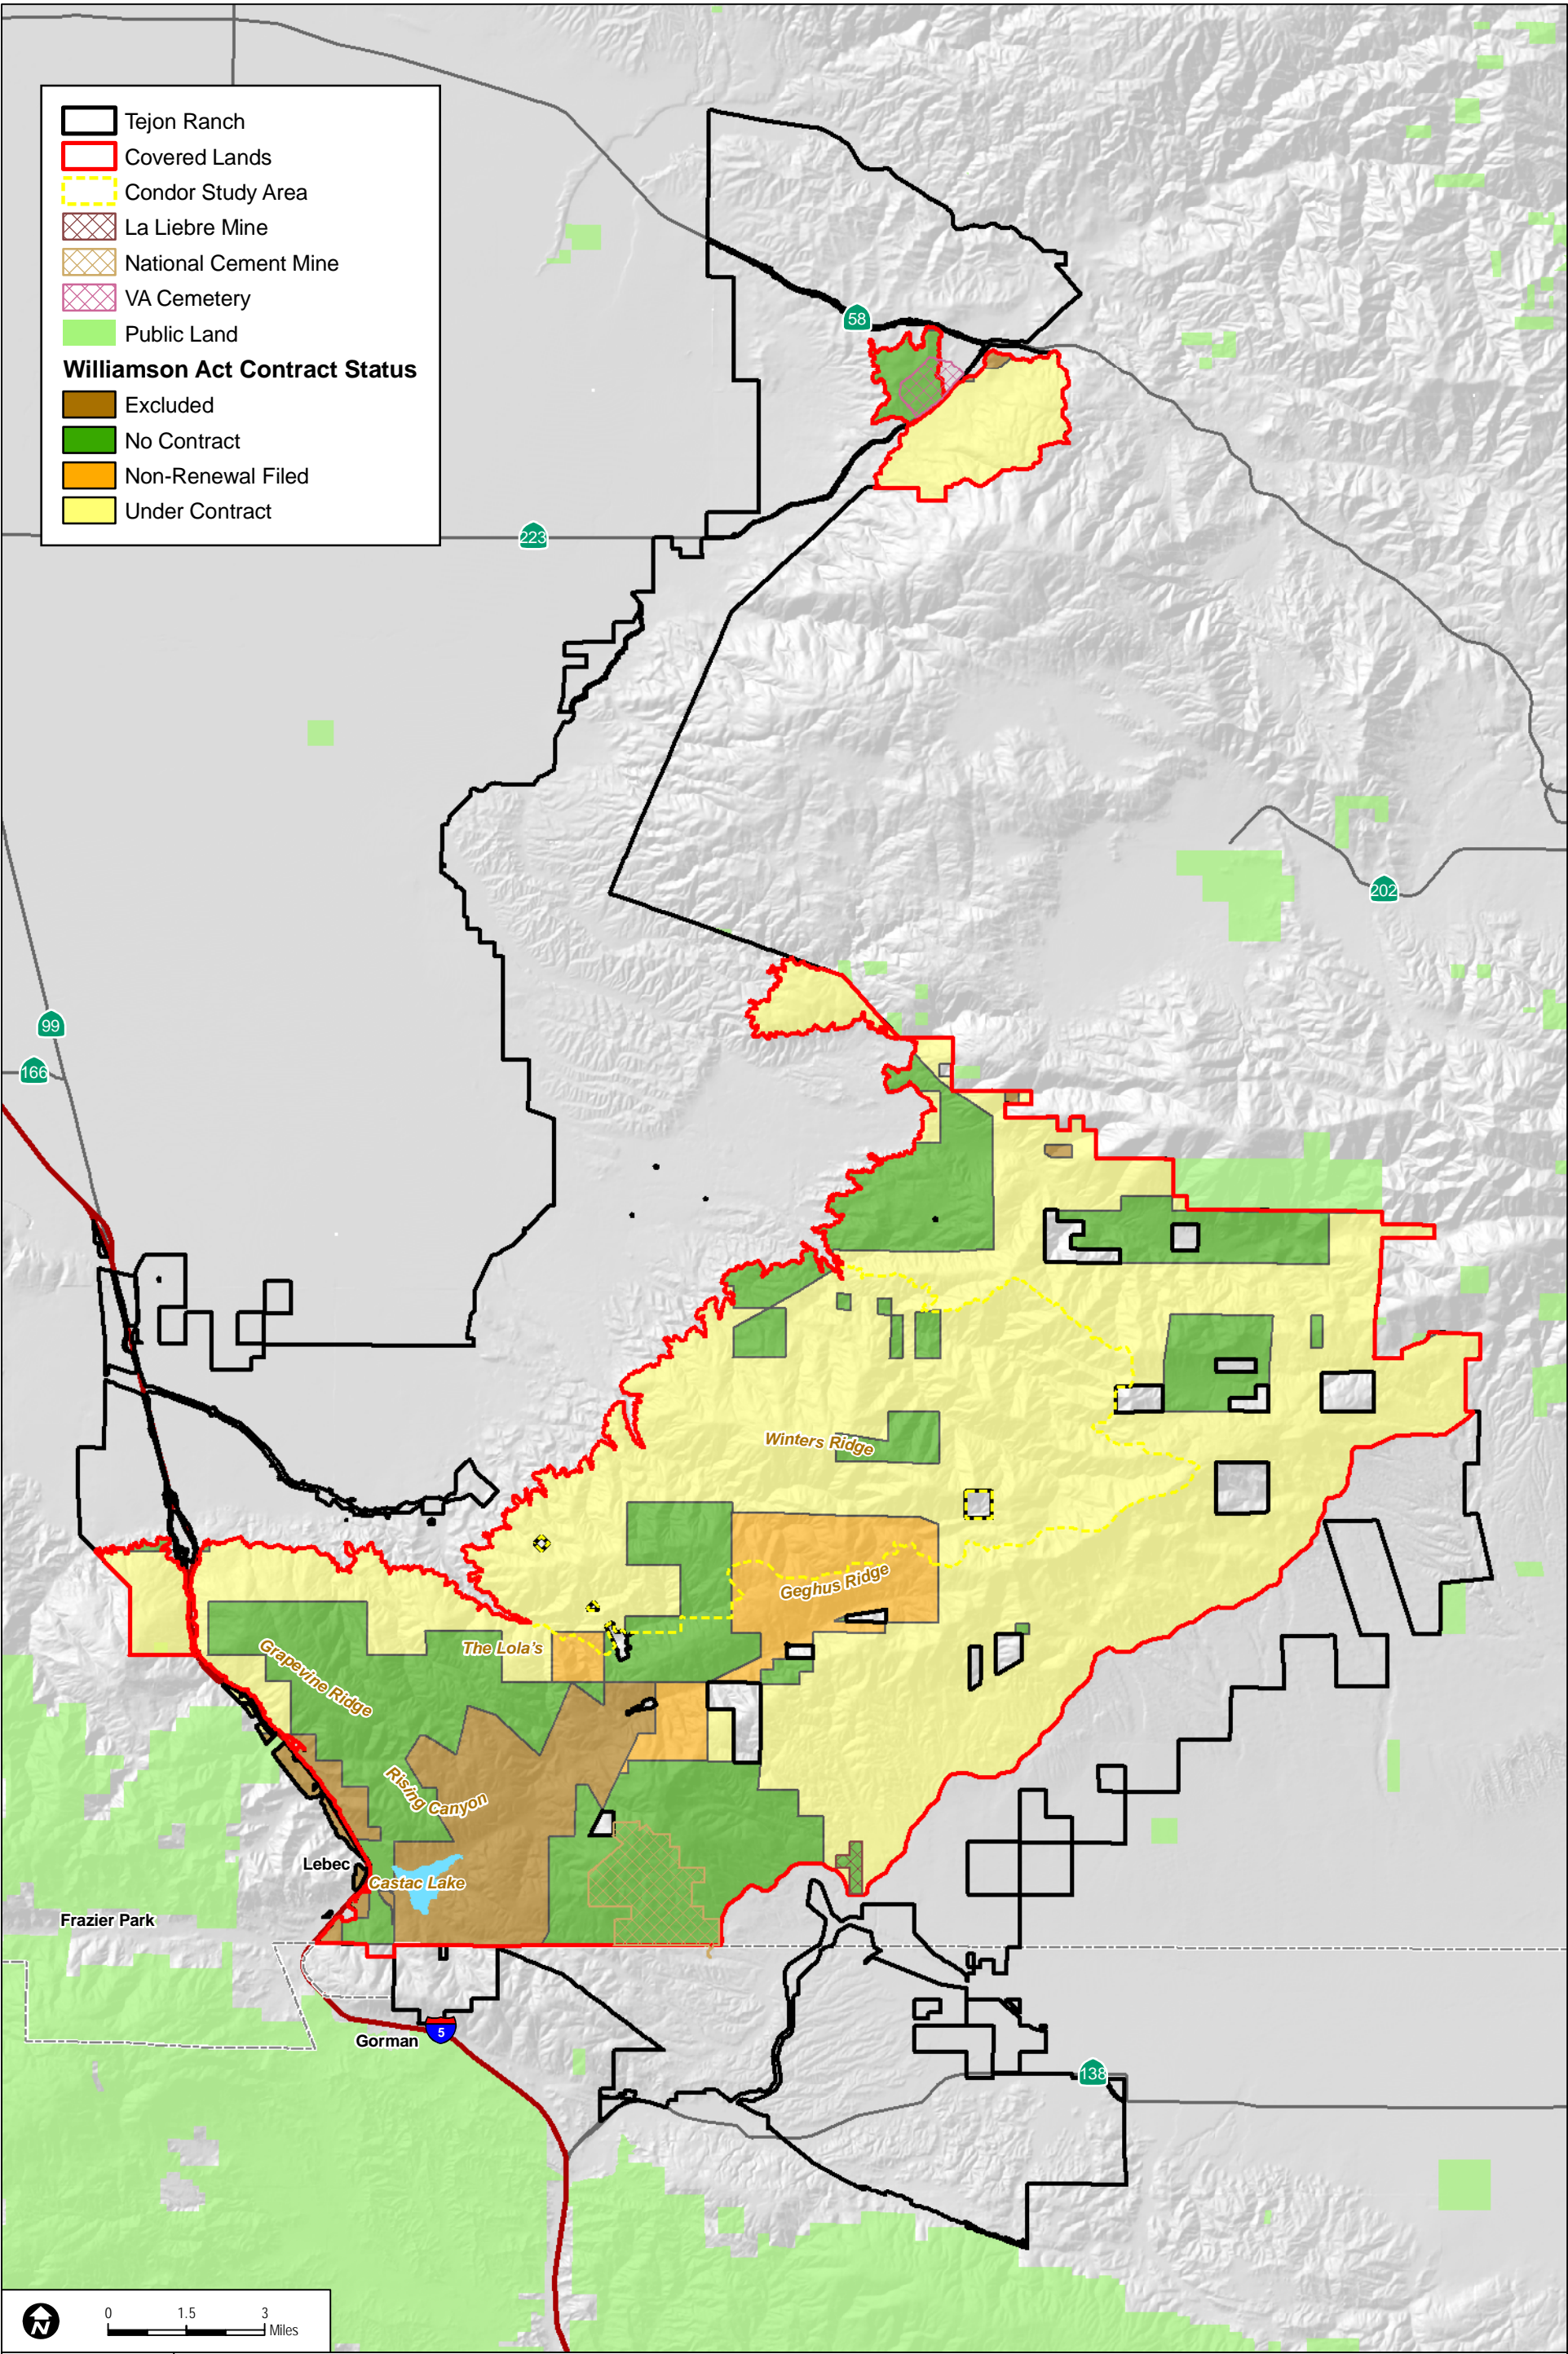 Tejon Ranch
Covered Lands
Condor Study Area
La Liebre Mine
National Cement Mine
VA Cemetery
Public Land
Williamson Act Contract Status
Excluded
No Contract
Non-Renewal Filed
Under Contract
58
223
202
99
166
Winters Ridge
Geghus Ridge
The Lola's
Grapevine Ridge
Rising Canyon
Lebec
Castac Lake
Frazier Park
Gorman
5
138
N
0 1.5 3
Miles